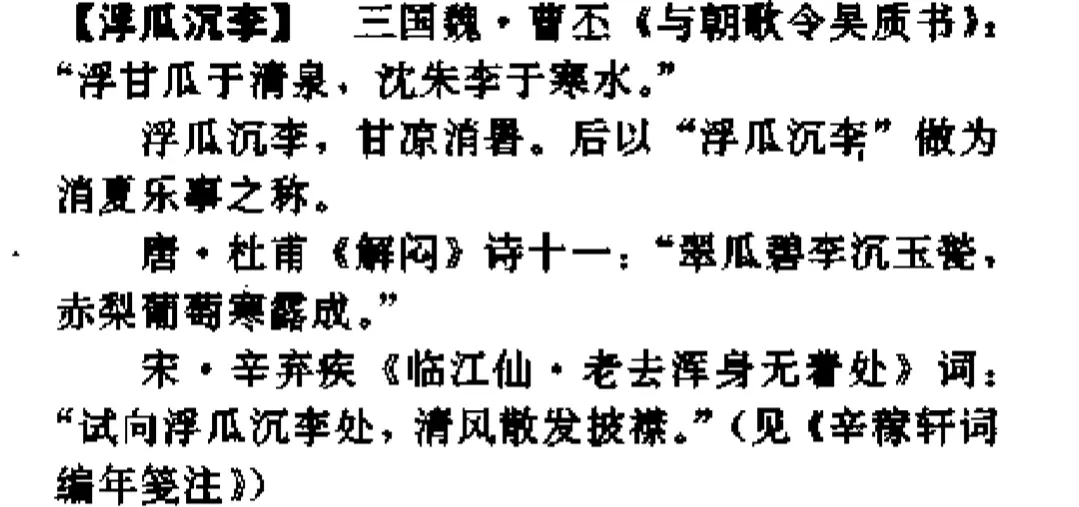 【浮瓜沉李】 三国魏·曹丕《与朝歌令吴质书》：
“浮甘瓜于清泉，沈朱李于寒水。”
浮瓜沉李，甘凉消暑。后以“浮瓜沉李”做为
消夏乐事之称。
唐·杜甫《解闷》诗十一：“翠瓜碧李沉玉瓮，
赤梨葡萄寒露成。”
宋·辛弃疾《临江仙·老去浑身无着处》词：
“试向浮瓜沉李处，清风散发披襟。”（见《辛稼轩词
编年笺注》）